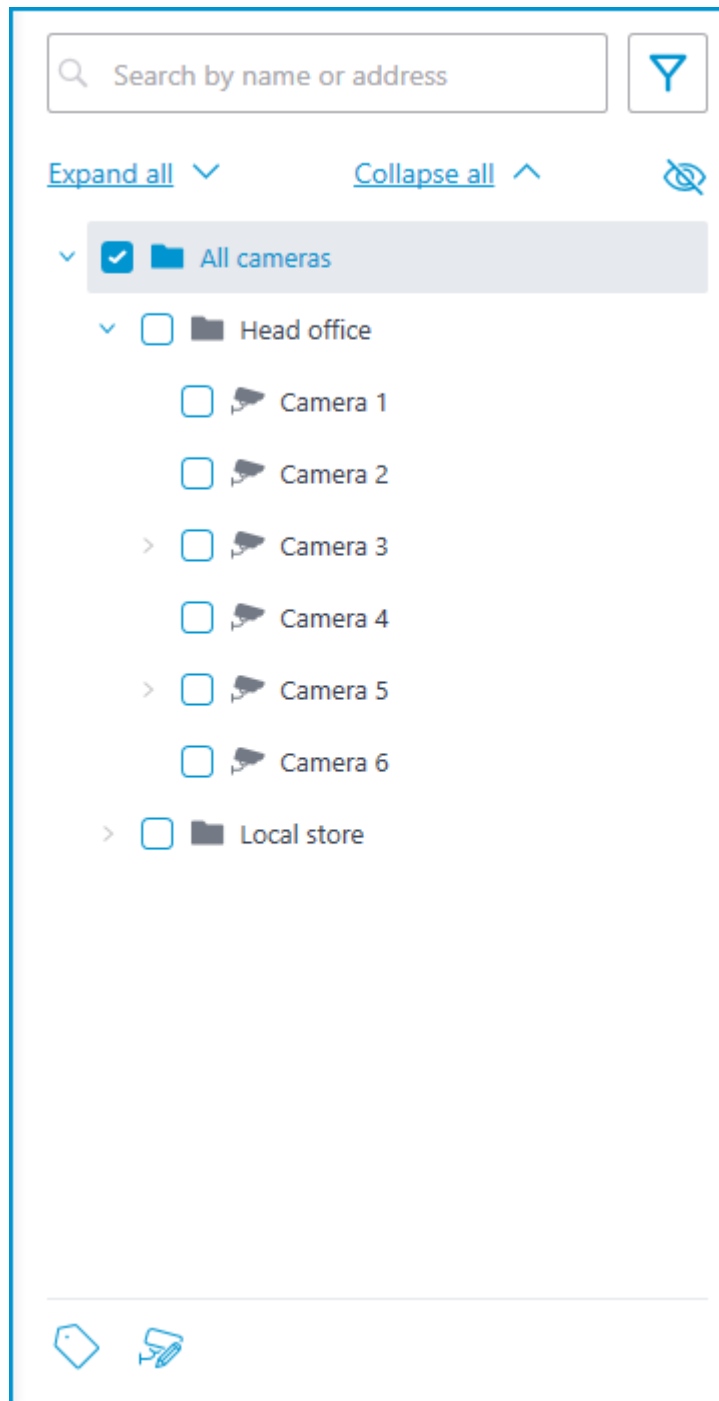 Search by name or address
Expand all Collapse all
All cameras
Head office
Camera 1
Camera 2
Camera 3
Camera 4
Camera 5
Camera 6
Local store